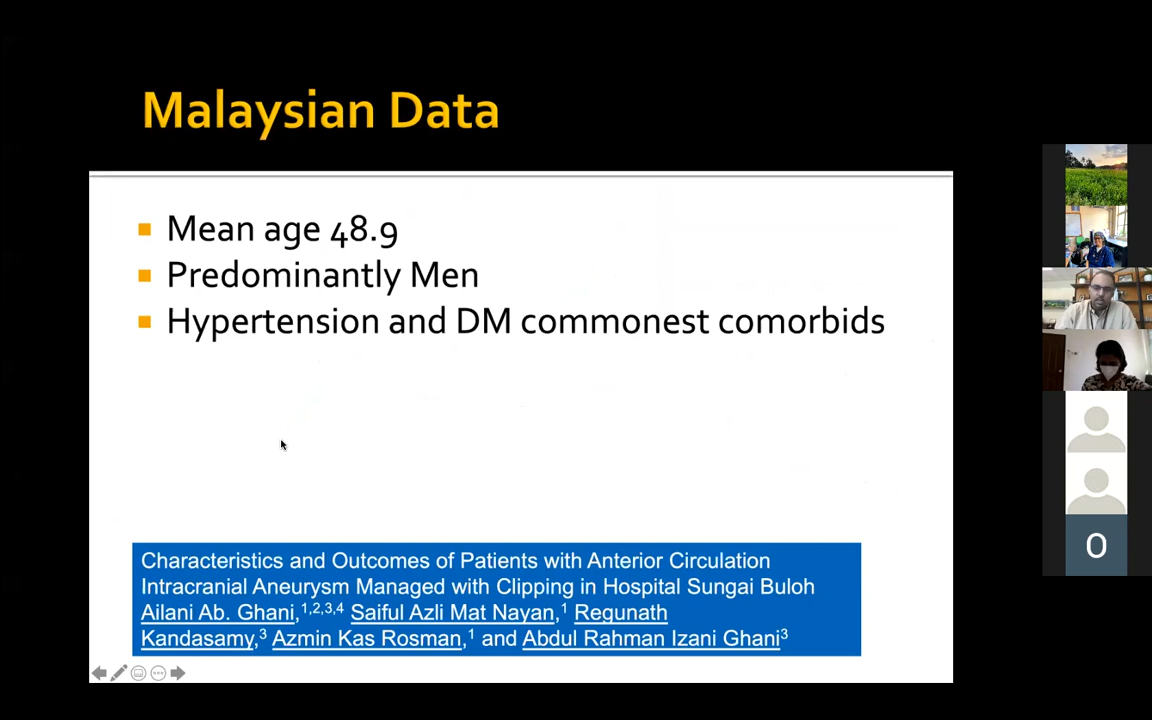 Malaysian Data
Mean age 48.9
Predominantly Men
Hypertension and DM commonest comorbids
Characteristics and Outcomes of Patients with Anterior Circulation
Intracranial Aneurysm Managed with Clipping in Hospital Sungai Buloh
Ailani Ab. Ghani,1,2,3,4 Saiful Azli Mat Nayan,1 Regunath
Kandasamy,3 Azmin Kas Rosman,1 and Abdul Rahman Izani Ghani3
O